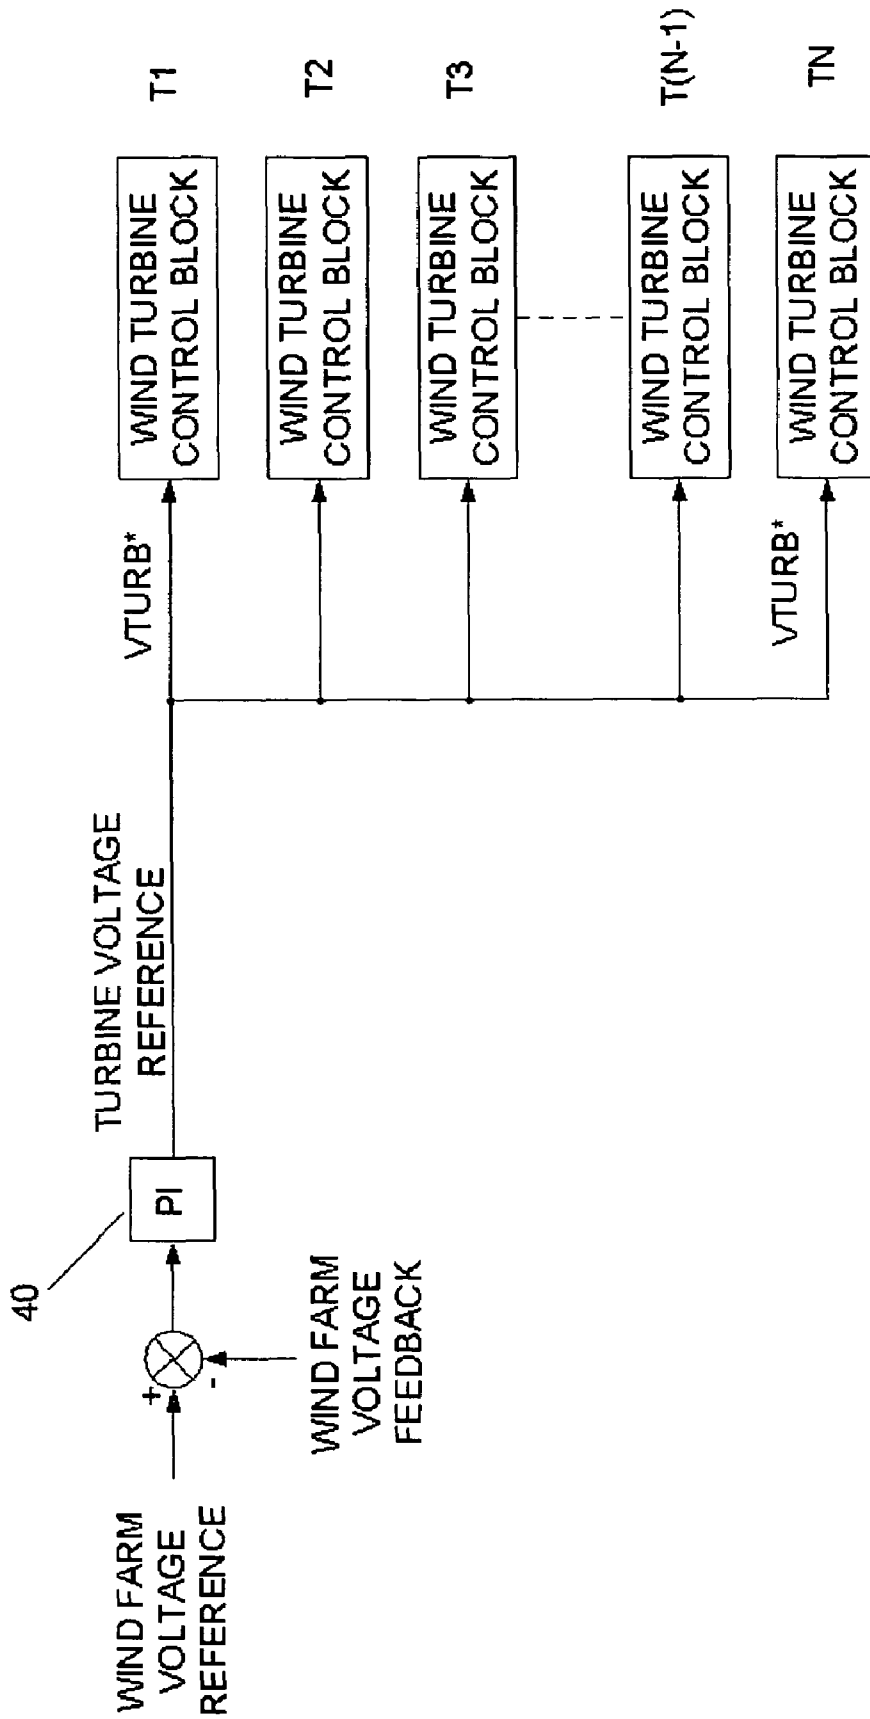 WIND FARM
VOLTAGE
REFERENCE
+
-
WIND FARM
VOLTAGE
FEEDBACK
40
PI
TURBINE VOLTAGE
REFERENCE
VTURB*
WIND TURBINE
CONTROL BLOCK
T1
WIND TURBINE
CONTROL BLOCK
T2
WIND TURBINE
CONTROL BLOCK
T3
WIND TURBINE
CONTROL BLOCK
T(N-1)
VTURB*
WIND TURBINE
CONTROL BLOCK
TN